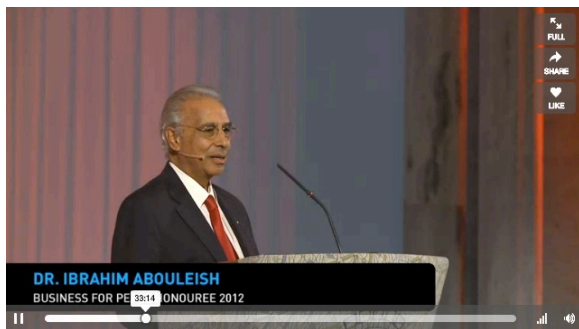 FULL
SHARE
LIKE
DR. IBRAHIM ABOULEISH
BUSINESS FOR PE ONOUREE 2012
33:14